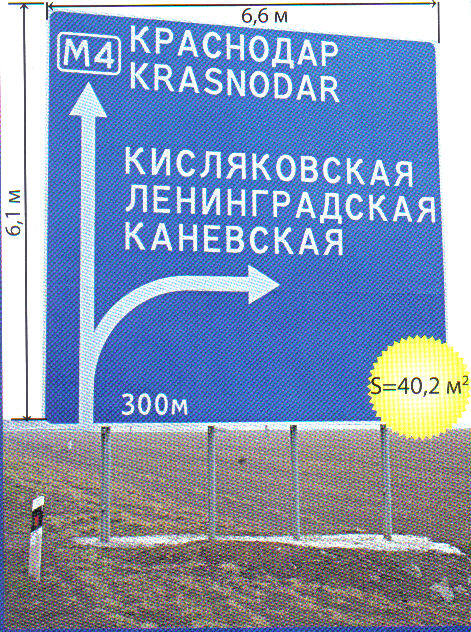 6,6 м
6,1 м
М4
КРАСНОДАР
KRASNODAR
КИСЛЯКОВСКАЯ
ЛЕНИНГРАДСКАЯ
КАНЕВСКАЯ
300м
S=40,2 м²